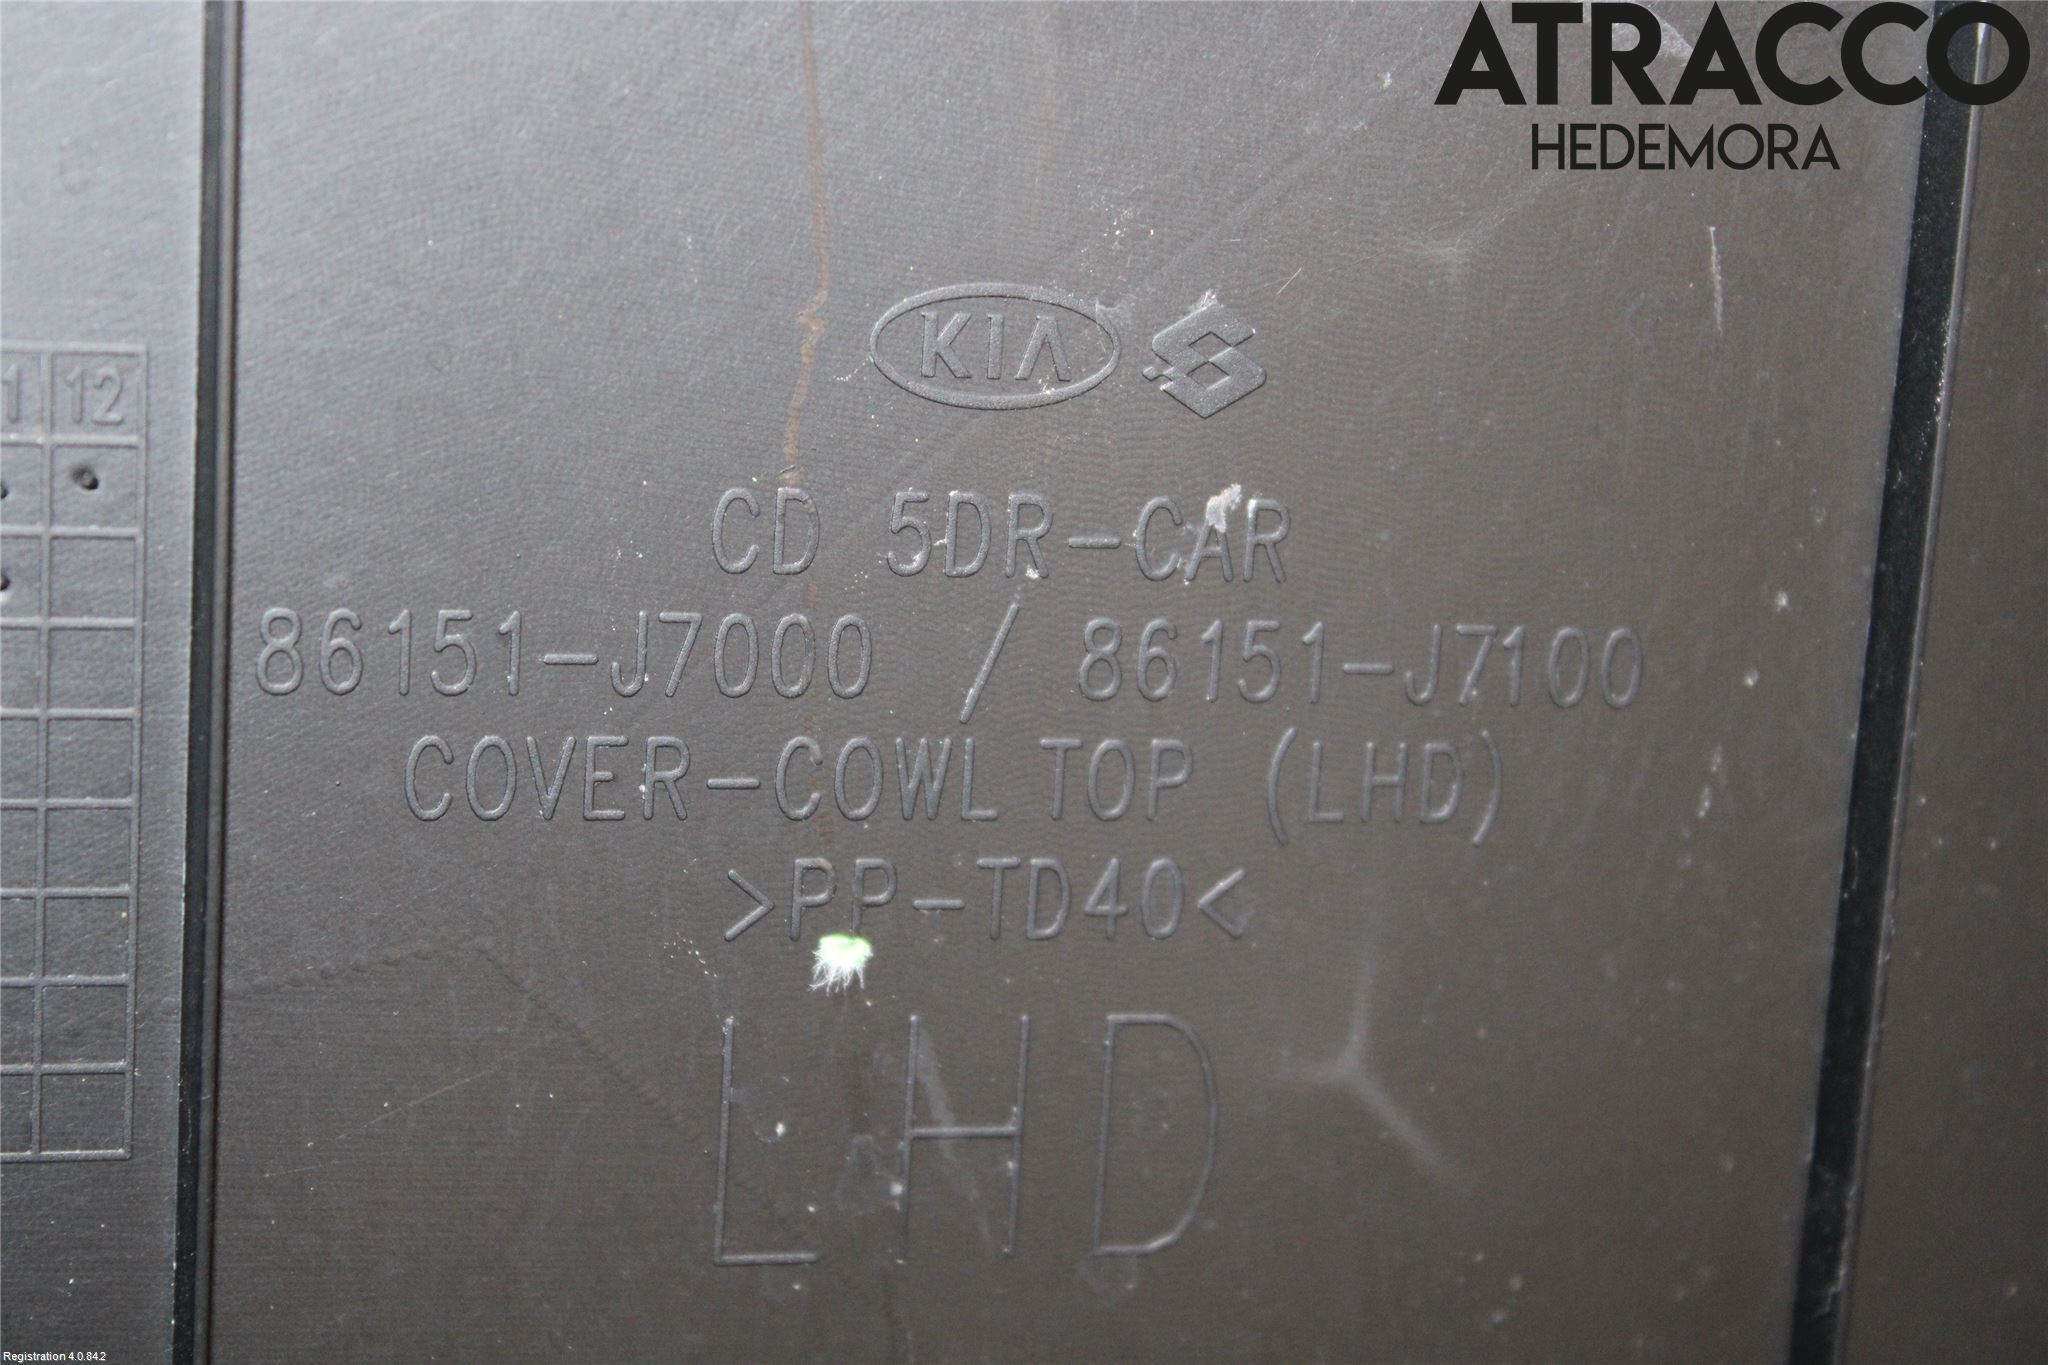 ATRACCO
HEDEMORA
KIA
1 12
CD 5DR-CAR
86151-J7000 / 86151-J7100
COVER-COWL TOP (LHD)
>PP-TD40<
LHD
Registration 4.0.84.2